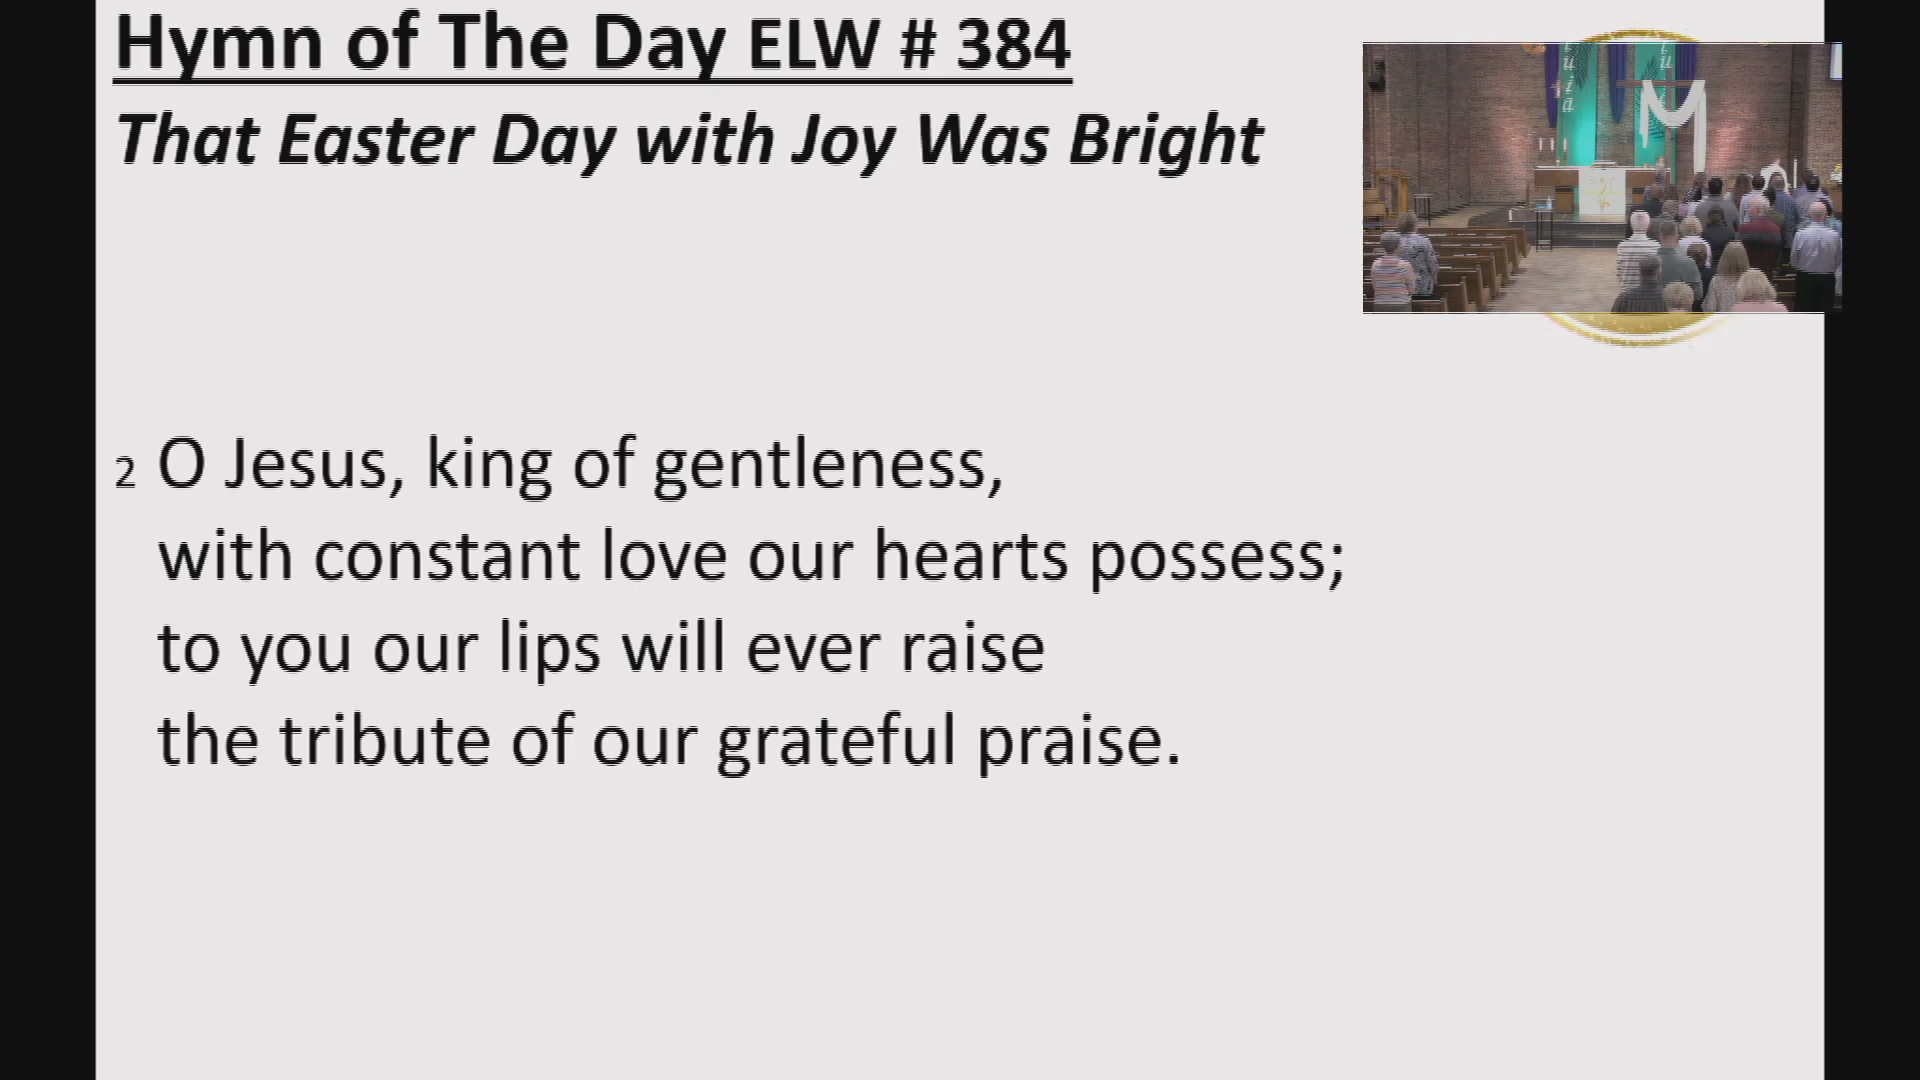 Hymn of The Day ELW # 384
That Easter Day with Joy Was Bright
2 O Jesus, king of gentleness,
with constant love our hearts possess;
to you our lips will ever raise
the tribute of our grateful praise.